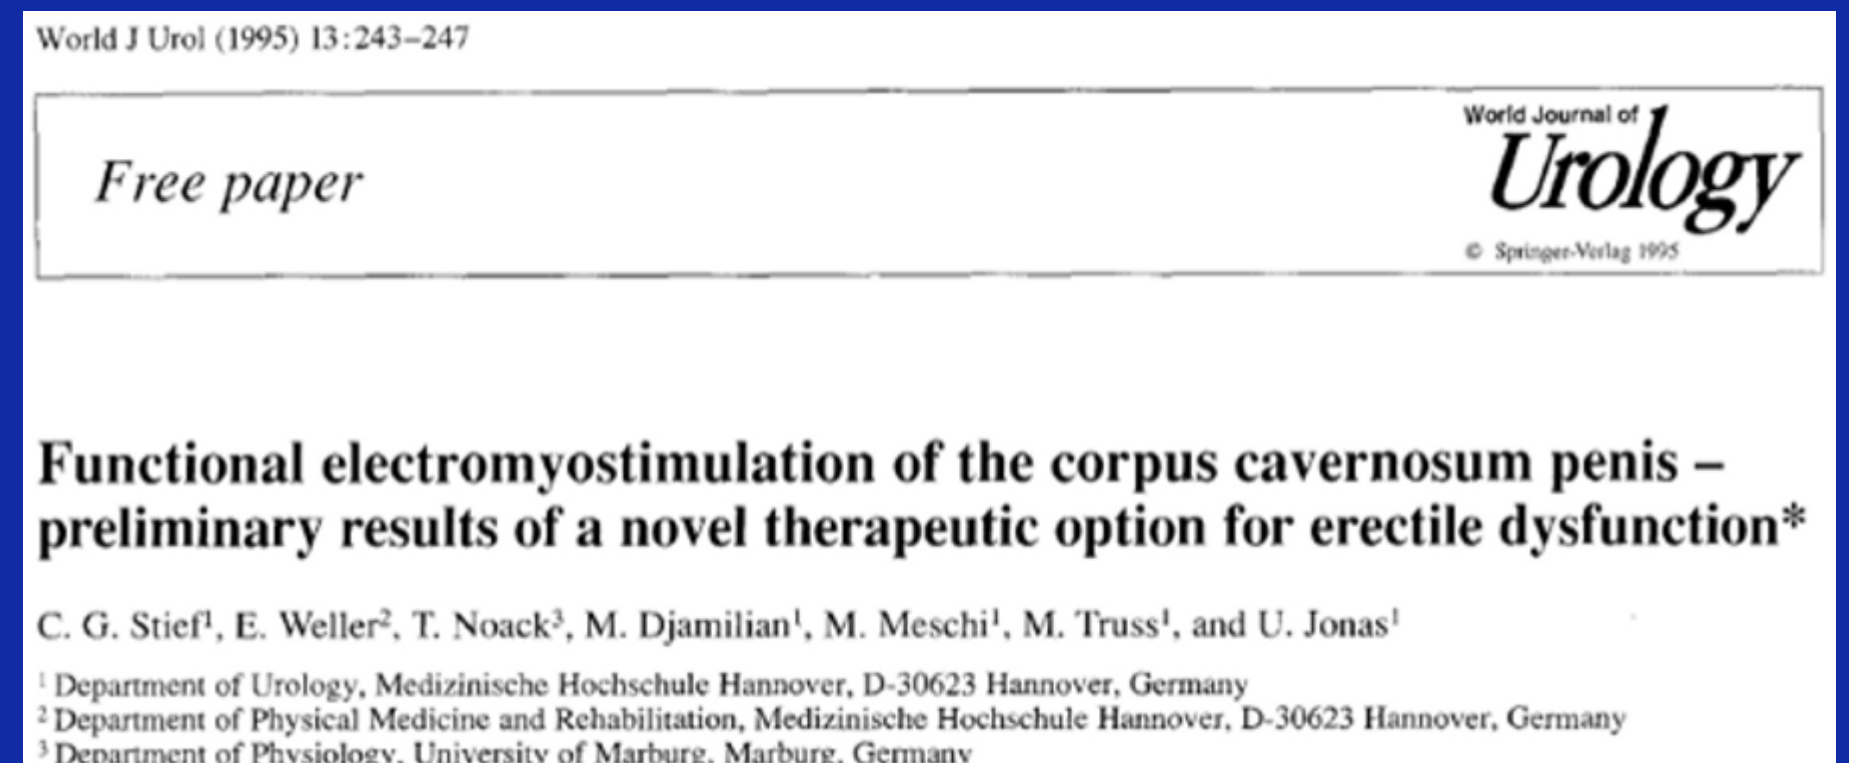 World J Urol (1995) 13:243–247
World Journal of
Urology
Free paper
© Springer-Verlag 1995
Functional electromyostimulation of the corpus cavernosum penis –
preliminary results of a novel therapeutic option for erectile dysfunction*
C. G. Stief¹, E. Weller², T. Noack³, M. Djamilian¹, M. Meschi¹, M. Truss¹, and U. Jonas¹
¹ Department of Urology, Medizinische Hochschule Hannover, D-30623 Hannover, Germany
² Department of Physical Medicine and Rehabilitation, Medizinische Hochschule Hannover, D-30623 Hannover, Germany
³ Department of Physiology, University of Marburg, Marburg, Germany